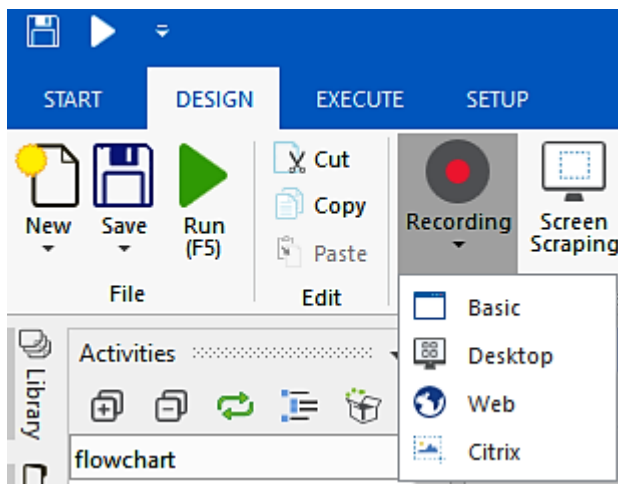 START DESIGN EXECUTE SETUP
New Save Run (F5) Cut Copy Paste Recording Screen Scraping
File Edit
Basic
Desktop
Web
Citrix
Library
Activities
flowchart